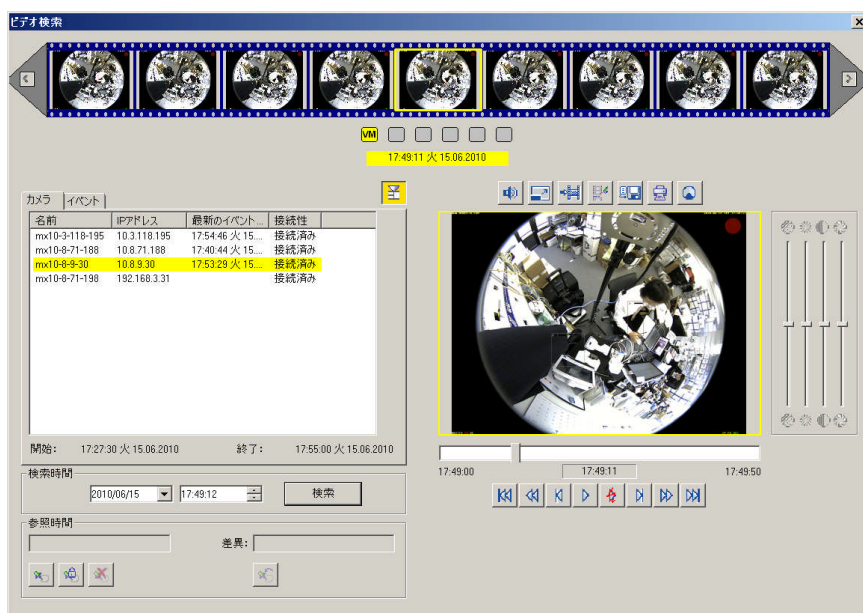 ビデオ検索
VM
17:49:11 火 15.06.2010
カメラ イベント
名前 IPアドレス 最新のイベント... 接続性
mx10-3-118-195 10.3.118.195 17:54:46 火 15.... 接続済み
mx10-8-71-188 10.8.71.188 17:40:44 火 15.... 接続済み
mx10-8-9-30 10.8.9.30 17:53:29 火 15.... 接続済み
mx10-8-71-198 192.168.3.31 接続済み
開始: 17:27:30 火 15.06.2010 終了: 17:55:00 火 15.06.2010
17:49:00 17:49:11 17:49:50
検索時間
2010/06/15 17:49:12 検索
参照時間
差異: